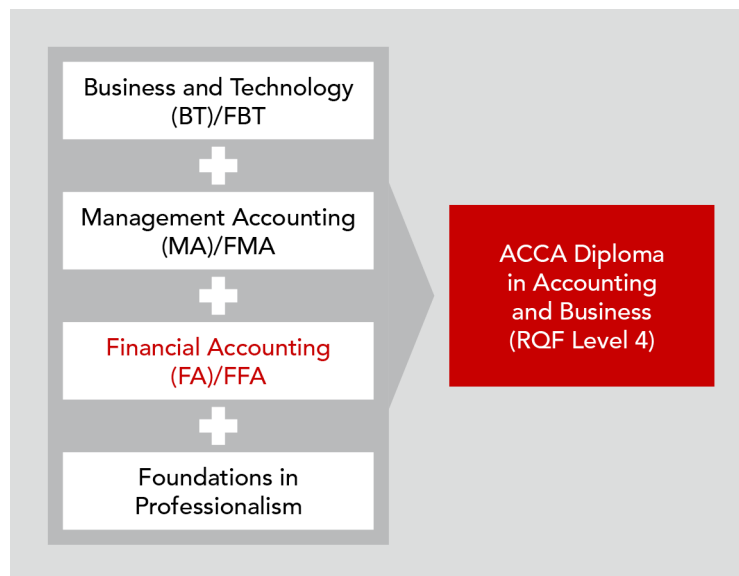 Business and Technology
(BT)/FBT
Management Accounting
(MA)/FMA
Financial Accounting
(FA)/FFA
Foundations in
Professionalism
ACCA Diploma
in Accounting
and Business
(RQF Level 4)